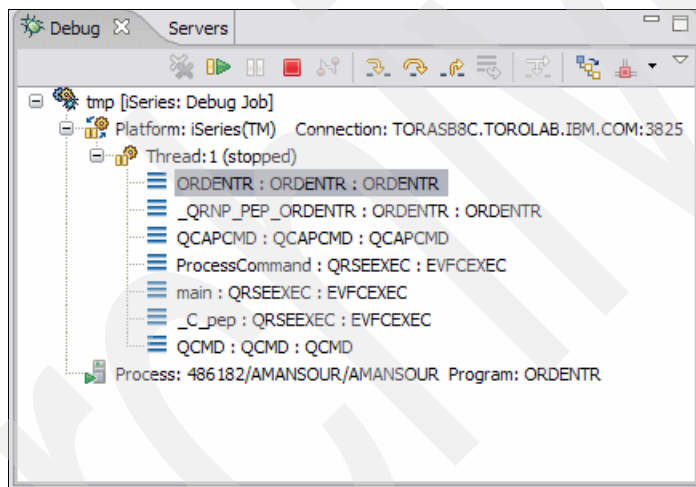 Debug Servers
tmp [iSeries: Debug Job]
Platform: iSeries(TM) Connection: TORASB8C.TOROLAB.IBM.COM:3825
Thread:1 (stopped)
ORDENTR : ORDENTR : ORDENTR
_QRNP_PEP_ORDENTR : ORDENTR : ORDENTR
QCAPCMD : QCAPCMD : QCAPCMD
ProcessCommand : QRSEEXEC : EVFCEXEC
main : QRSEEXEC : EVFCEXEC
_C_pep : QRSEEXEC : EVFCEXEC
QCMD : QCMD : QCMD
Process: 486182/AMANSOUR/AMANSOUR Program: ORDENTR